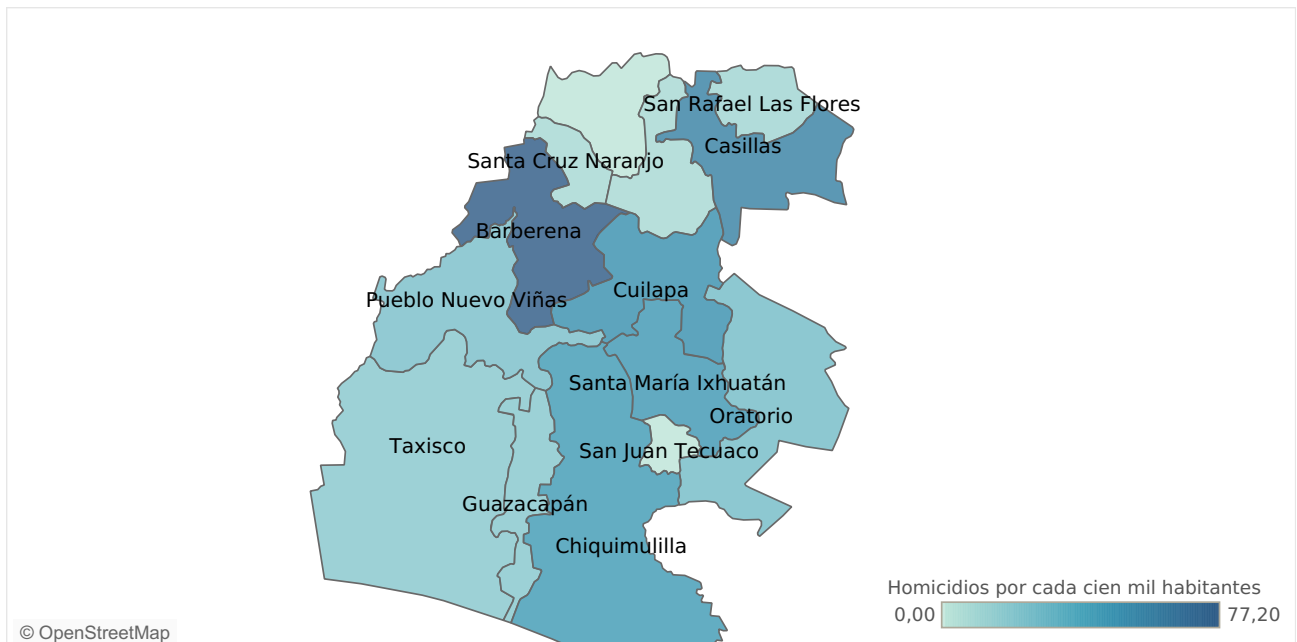 San Rafael Las Flores
Casillas
Santa Cruz Naranjo
Barberena
Cuilapa
Pueblo Nuevo Viñas
Santa María Ixhuatán
Oratorio
Taxisco
San Juan Tecuaco
Guazacapán
Chiquimulilla
Homicidios por cada cien mil habitantes
0,00 77,20
© OpenStreetMap